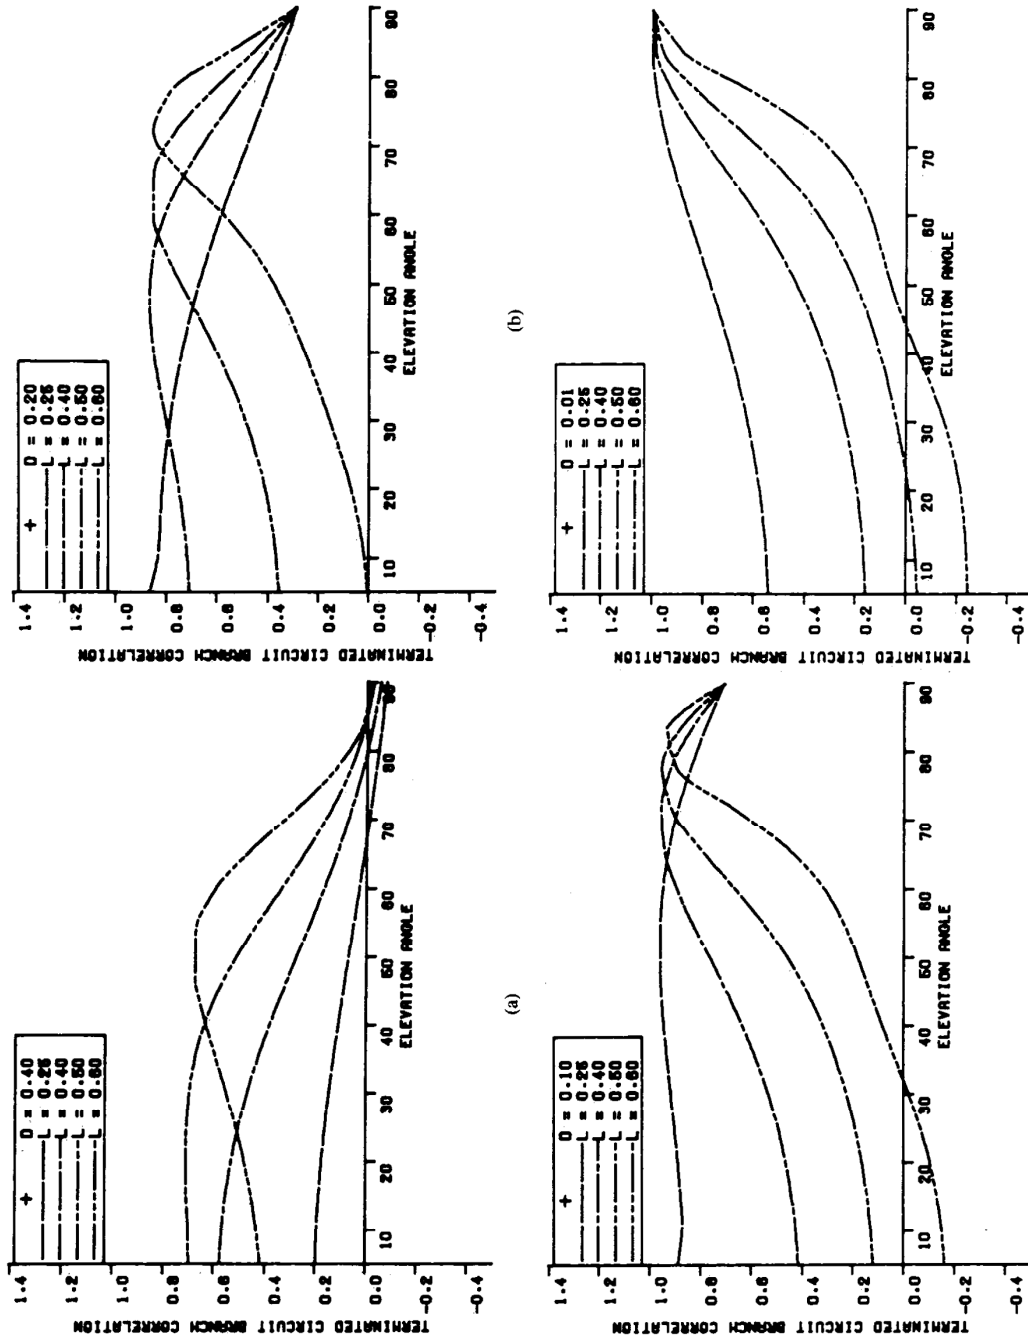 1.4
1.2
1.0
0.8
0.6
0.4
0.2
0.0
-0.2
-0.4
TERMINATED CIRCUIT BRANCH CORRELATION
+ D = 0.40
L = 0.25
L = 0.40
L = 0.50
L = 0.60
10 20 30 40 50 60 70 80 90
ELEVATION ANGLE
(a)
1.4
1.2
1.0
0.8
0.6
0.4
0.2
0.0
-0.2
-0.4
TERMINATED CIRCUIT BRANCH CORRELATION
+ D = 0.20
L = 0.25
L = 0.40
L = 0.50
L = 0.60
10 20 30 40 50 60 70 80 90
ELEVATION ANGLE
(b)
1.4
1.2
1.0
0.8
0.6
0.4
0.2
0.0
-0.2
-0.4
TERMINATED CIRCUIT BRANCH CORRELATION
+ D = 0.10
L = 0.25
L = 0.40
L = 0.50
L = 0.60
10 20 30 40 50 60 70 80 90
ELEVATION ANGLE
1.4
1.2
1.0
0.8
0.6
0.4
0.2
0.0
-0.2
-0.4
TERMINATED CIRCUIT BRANCH CORRELATION
+ D = 0.01
L = 0.25
L = 0.40
L = 0.50
L = 0.60
10 20 30 40 50 60 70 80 90
ELEVATION ANGLE